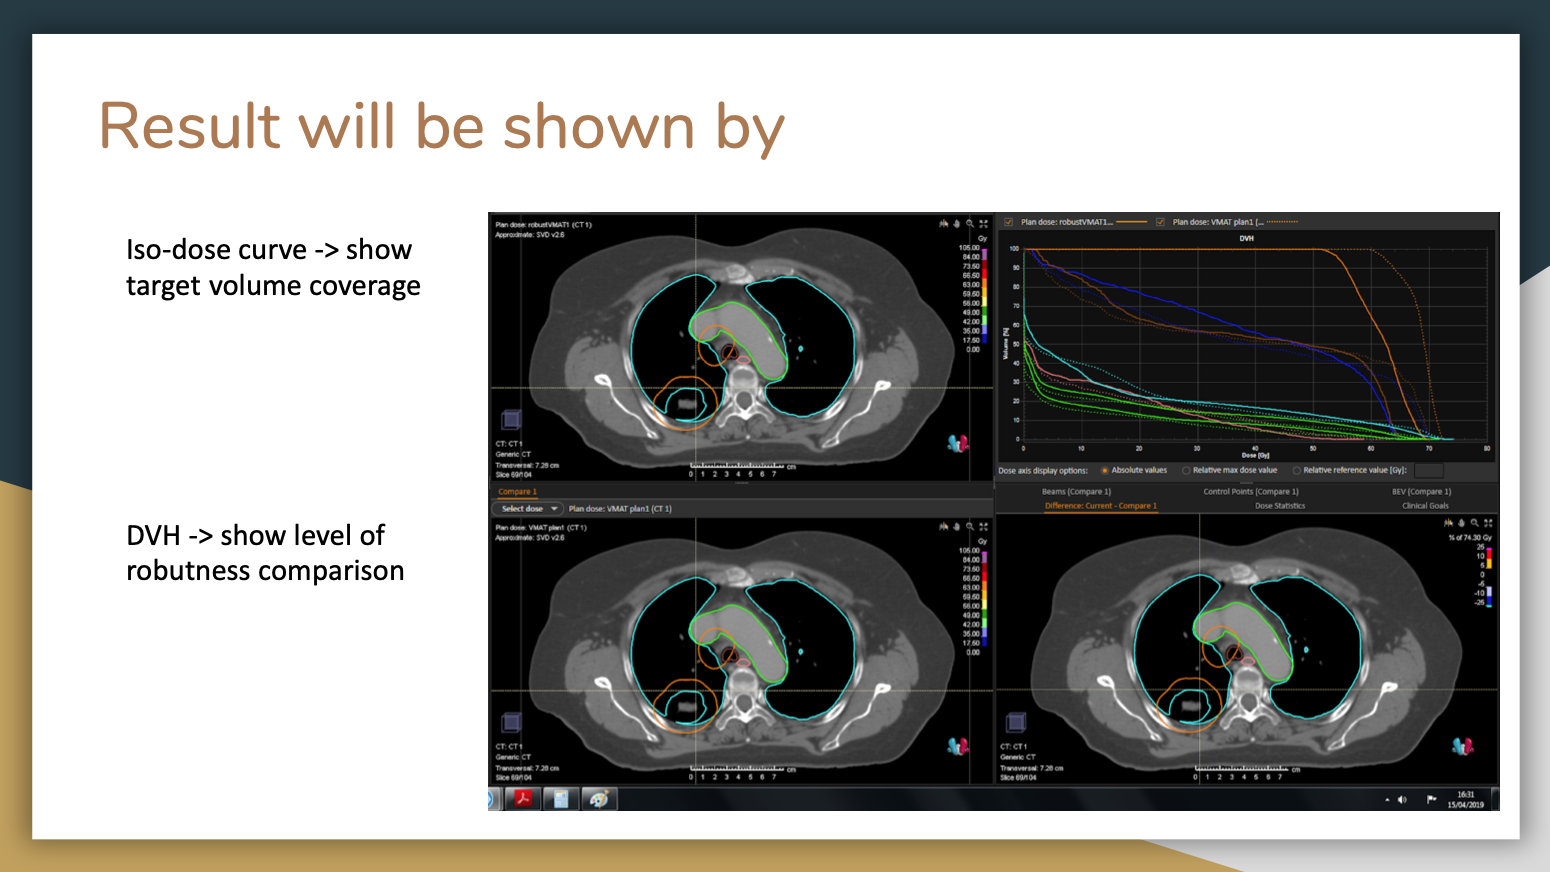 Result will be shown by
Iso-dose curve -> show
target volume coverage
DVH -> show level of
robutness comparison
Plan dose: robustVMAT1 (CT 1)
Approximate: SVD v2.6
Gy
105.00
84.00
73.50
66.50
63.00
59.50
56.00
49.00
42.00
35.00
17.50
0.00
CT: CT 1
Generic CT
Transversal: 7.28 cm
Slice 69/104
0 1 2 3 4 5 6 7 cm
Plan dose: robustVMAT1... Plan dose: VMAT plan1 [...
DVH
Volume [%]
100
90
80
70
60
50
40
30
20
10
0
0 10 20 30 40 50 60 70 80
Dose [Gy]
Dose axis display options: Absolute values Relative max dose value Relative reference value [Gy]:
Compare 1
Select dose Plan dose: VMAT plan1 (CT 1)
Beams [Compare 1] Control Points [Compare 1] BEV [Compare 1]
Difference: Current - Compare 1 Dose Statistics Clinical Goals
Plan dose: VMAT plan1 (CT 1)
Approximate: SVD v2.6
Gy
105.00
84.00
73.50
66.50
63.00
59.50
56.00
49.00
42.00
35.00
17.50
0.00
CT: CT 1
Generic CT
Transversal: 7.28 cm
Slice 69/104
0 1 2 3 4 5 6 7 cm
% of 74.30 Gy
25
10
5
0
-5
-10
-25
CT: CT 1
Generic CT
Transversal: 7.28 cm
Slice 69/104
0 1 2 3 4 5 6 7 cm
16:31
15/04/2019